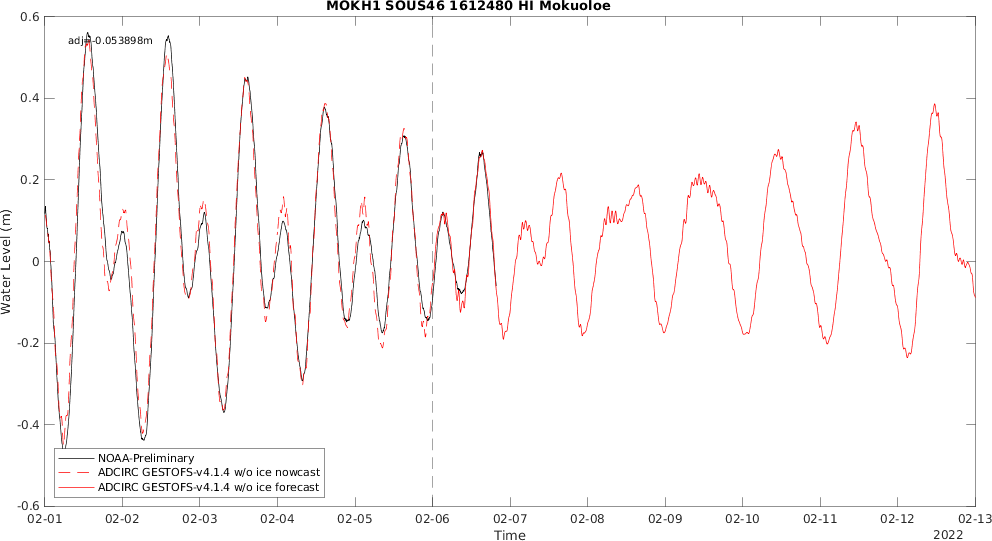 MOKH1 SOUS46 1612480 HI Mokuoloe
adj=-0.053898m
Water Level (m)
0.6
0.4
0.2
0
-0.2
-0.4
-0.6
NOAA-Preliminary
ADCIRC GESTOFS-v4.1.4 w/o ice nowcast
ADCIRC GESTOFS-v4.1.4 w/o ice forecast
02-01 02-02 02-03 02-04 02-05 02-06 02-07 02-08 02-09 02-10 02-11 02-12 02-13
Time
2022